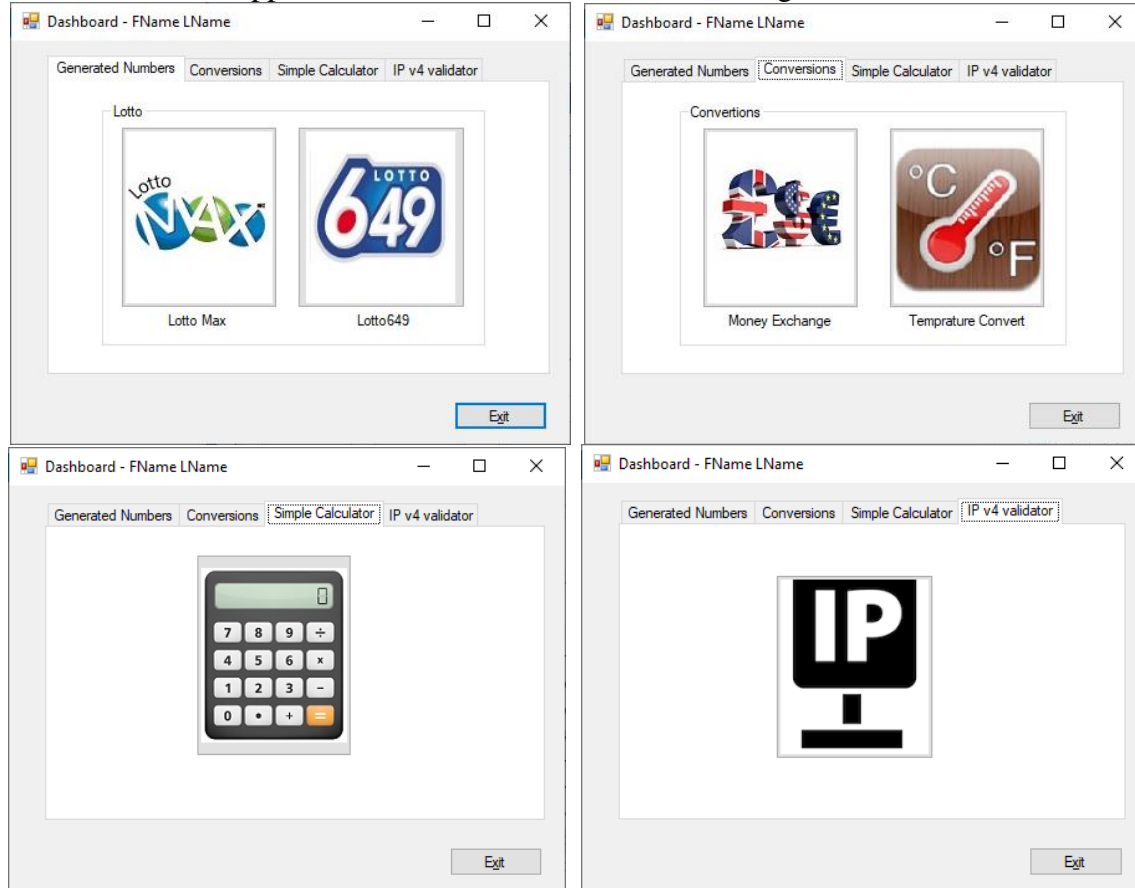 Dashboard - FName LName
Generated Numbers Conversions Simple Calculator IP v4 validator
Lotto
Lotto
MAX
LOTTO
649
Lotto Max Lotto649
Exit
Dashboard - FName LName
Generated Numbers Conversions Simple Calculator IP v4 validator
Convertions
£$€
°C
°F
Money Exchange Temprature Convert
Exit
Dashboard - FName LName
Generated Numbers Conversions Simple Calculator IP v4 validator
0
7 8 9 ÷
4 5 6 x
1 2 3 −
0 • + =
Exit
Dashboard - FName LName
Generated Numbers Conversions Simple Calculator IP v4 validator
IP
Exit